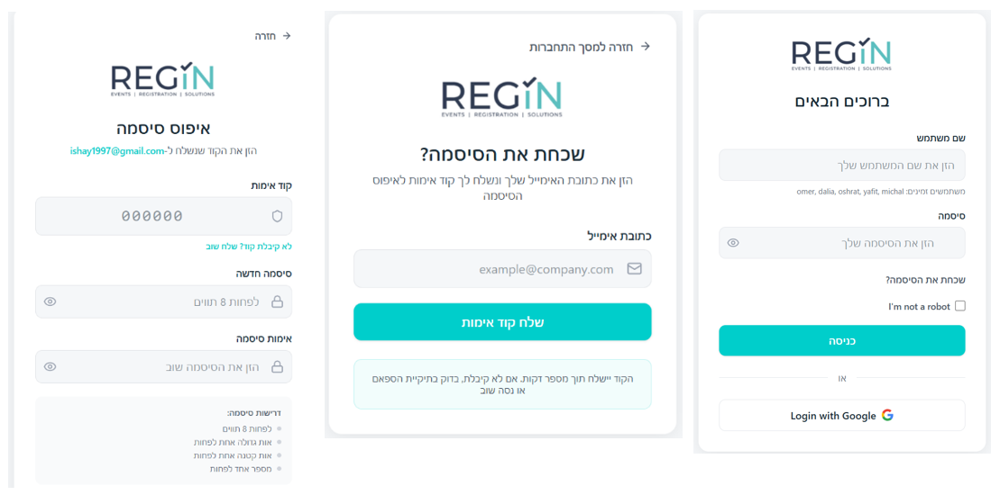 ברוכים הבאים
REGIN
EVENTS | REGISTRATION | SOLUTIONS
שם משתמש
הזן את שם המשתמש שלך
משתמשים זמינים: omer, dalia, oshrat, yafit, michal
סיסמה
הזן את הסיסמה שלך
שכחת את הסיסמה?
I'm not a robot
כניסה
או
Login with Google
חזרה למסך התחברות
REGIN
EVENTS | REGISTRATION | SOLUTIONS
שכחת את הסיסמה?
הזן את כתובת האימייל שלך ונשלח לך קוד אימות לאיפוס
הסיסמה
כתובת אימייל
example@company.com
שלח קוד אימות
הקוד יישלח תוך מספר דקות. אם לא קיבלת, בדוק בתיקיית הספאם
או נסה שוב
חזרה
REGIN
EVENTS | REGISTRATION | SOLUTIONS
איפוס סיסמה
הזן את הקוד שנשלח ל-ishay1997@gmail.com
קוד אימות
000000
לא קיבלת קוד? שלח שוב
סיסמה חדשה
לפחות 8 תווים
אימות סיסמה
הזן את הסיסמה שוב
דרישות סיסמה:
לפחות 8 תווים
אות גדולה אחת לפחות
אות קטנה אחת לפחות
מספר אחד לפחות